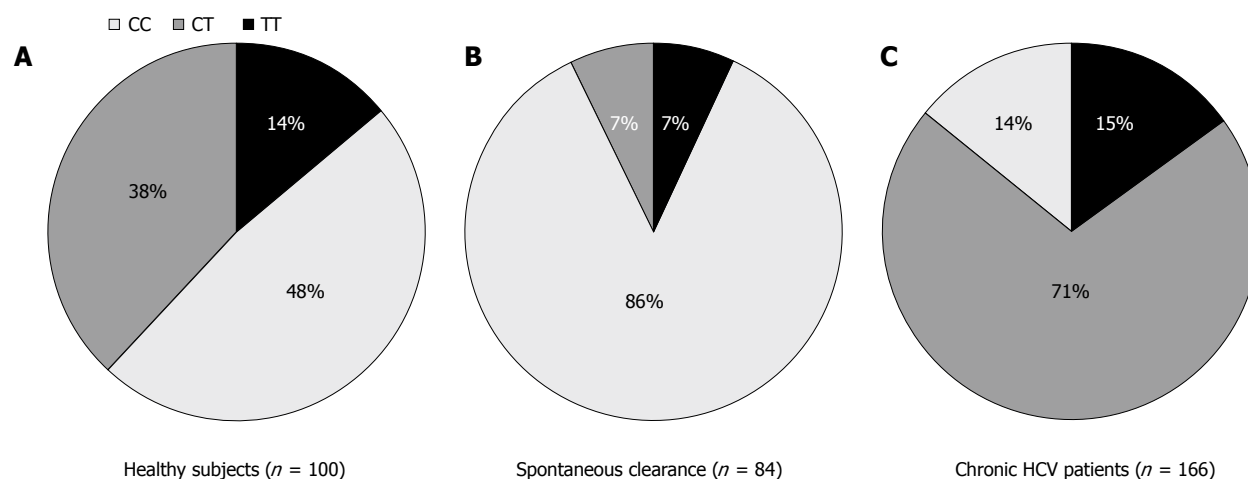 CC CT TT
A
14%
38%
48%
Healthy subjects (n = 100)
B
7% 7%
86%
Spontaneous clearance (n = 84)
C
14% 15%
71%
Chronic HCV patients (n = 166)